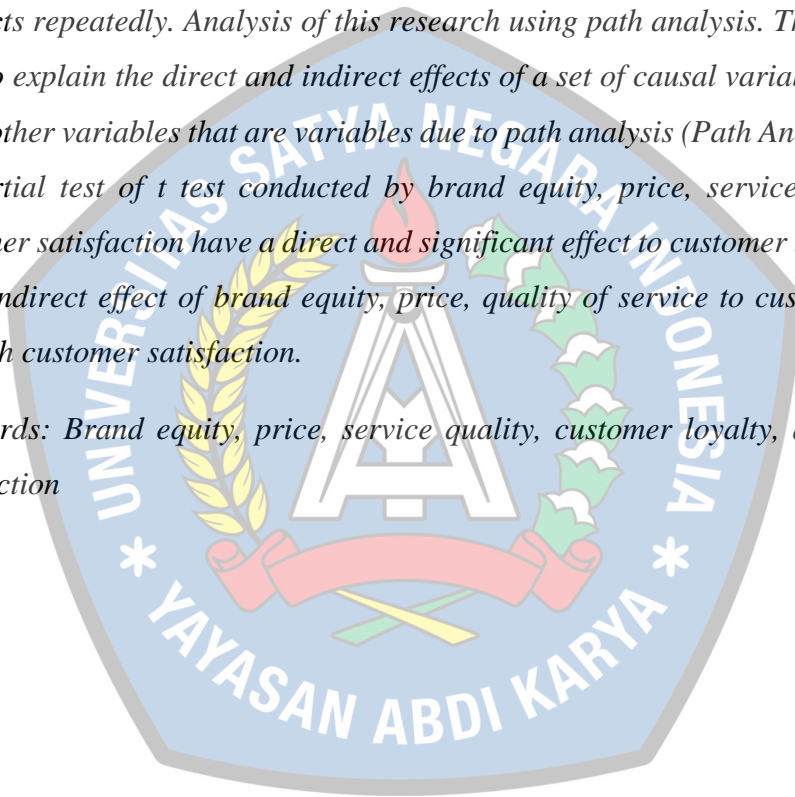 cts repeatedly. Analysis of this research using path analysis. Th
o explain the direct and indirect effects of a set of causal varia
other variables that are variables due to path analysis (Path An
rtial test of t test conducted by brand equity, price, service
er satisfaction have a direct and significant effect to customer
ndirect effect of brand equity, price, quality of service to cus
h customer satisfaction.
rds: Brand equity, price, service quality, customer loyalty,
ction
UNIVERSITAS SATYA NEGARA INDONESIA
YAYASAN ABDI KARYA